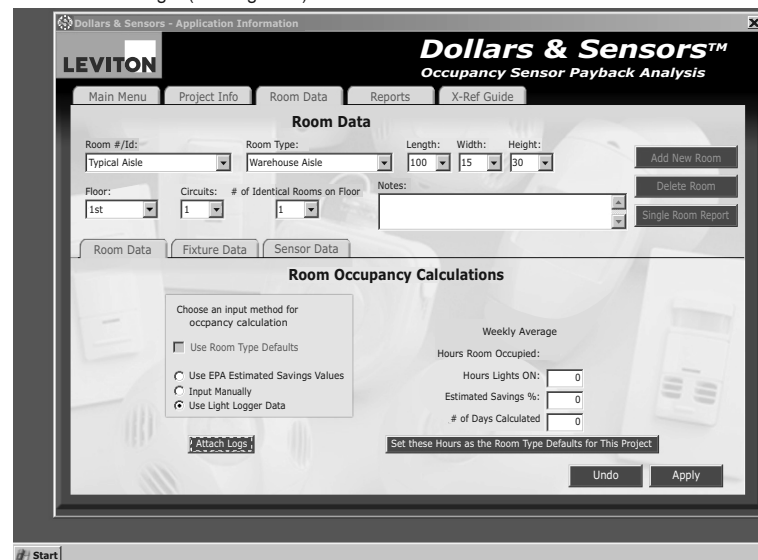 Dollars & Sensors - Application Information
LEVITON
Dollars & Sensors™
Occupancy Sensor Payback Analysis
Main Menu Project Info Room Data Reports X-Ref Guide
Room Data
Room #/Id: Room Type: Length: Width: Height:
Typical Aisle Warehouse Aisle 100 15 30
Add New Room
Floor: Circuits: # of Identical Rooms on Floor Notes:
Delete Room
1st 1 1
Single Room Report
Room Data Fixture Data Sensor Data
Room Occupancy Calculations
Choose an input method for
occpancy calculation
Use Room Type Defaults
Use EPA Estimated Savings Values
Input Manually
Use Light Logger Data
Attach Logs
Weekly Average
Hours Room Occupied:
Hours Lights ON: 0
Estimated Savings %: 0
# of Days Calculated 0
Set these Hours as the Room Type Defaults for This Project
Undo Apply
Start